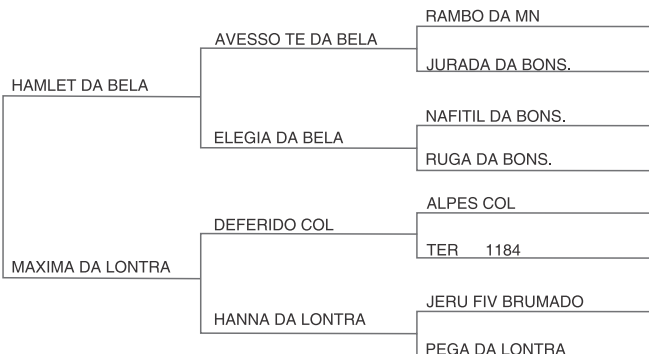 RAMBO DA MN
AVESSO TE DA BELA
JURADA DA BONS.
HAMLET DA BELA
NAFITIL DA BONS.
ELEGIA DA BELA
RUGA DA BONS.
ALPES COL
DEFERIDO COL
TER 1184
MAXIMA DA LONTRA
JERU FIV BRUMADO
HANNA DA LONTRA
PEGA DA LONTRA